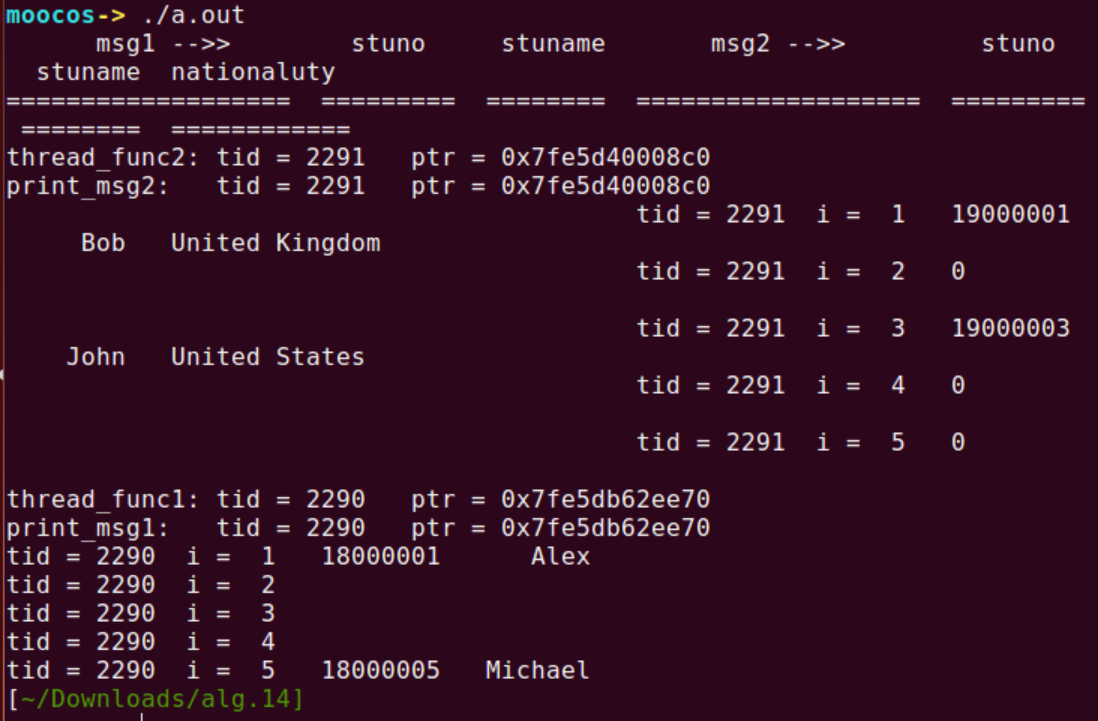 moocos-> ./a.out
      msg1 -->>        stuno     stuname       msg2 -->>         stuno
  stuname  nationaluty
===================  =========  ========  ===================  =========
 ========  ============
thread_func2: tid = 2291   ptr = 0x7fe5d40008c0
print_msg2:   tid = 2291   ptr = 0x7fe5d40008c0
                                          tid = 2291  i =  1   19000001
     Bob   United Kingdom
                                          tid = 2291  i =  2   0
                                          tid = 2291  i =  3   19000003
    John   United States
                                          tid = 2291  i =  4   0
                                          tid = 2291  i =  5   0
thread_func1: tid = 2290   ptr = 0x7fe5db62ee70
print_msg1:   tid = 2290   ptr = 0x7fe5db62ee70
tid = 2290  i =  1   18000001      Alex
tid = 2290  i =  2
tid = 2290  i =  3
tid = 2290  i =  4
tid = 2290  i =  5   18000005   Michael
[~/Downloads/alg.14]